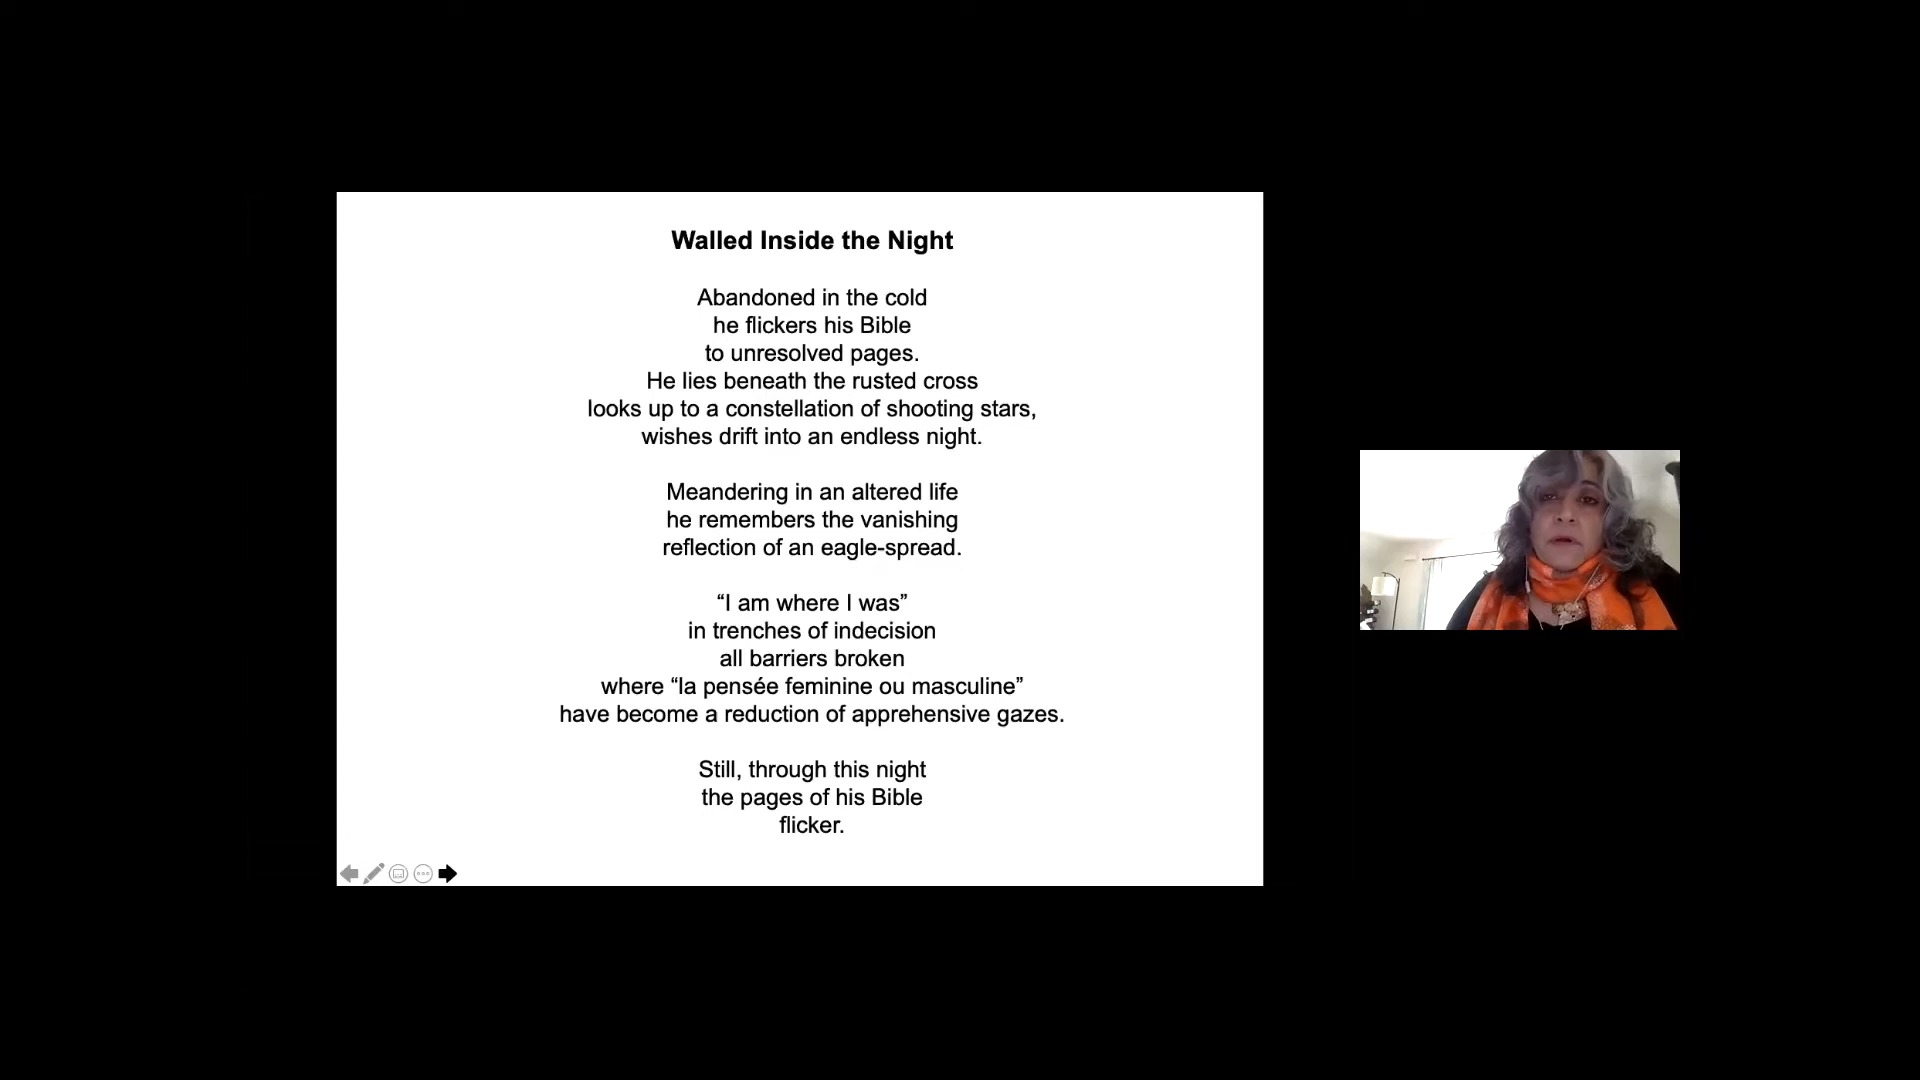 Walled Inside the Night
Abandoned in the cold
he flickers his Bible
to unresolved pages.
He lies beneath the rusted cross
looks up to a constellation of shooting stars,
wishes drift into an endless night.
Meandering in an altered life
he remembers the vanishing
reflection of an eagle-spread.
“I am where I was”
in trenches of indecision
all barriers broken
where “la pensée feminine ou masculine”
have become a reduction of apprehensive gazes.
Still, through this night
the pages of his Bible
flicker.